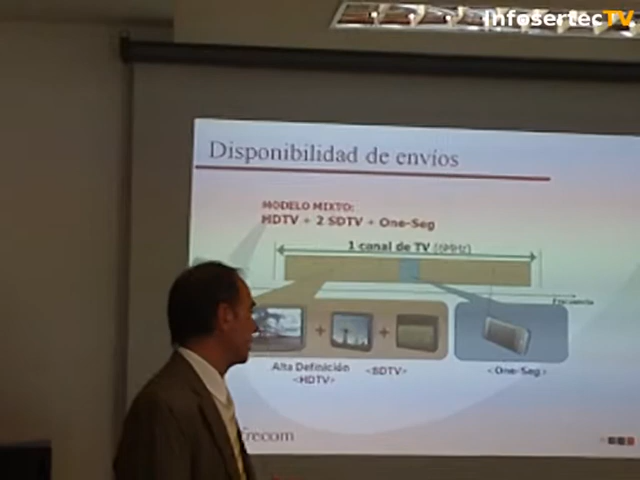 InfosertecTV
Disponibilidad de envíos
MODELO MIXTO:
HDTV + 2 SDTV + One-Seg
1 canal de TV (6MHz)
+ +
Alta Definición <SDTV> <One-Seg>
<HDTV>